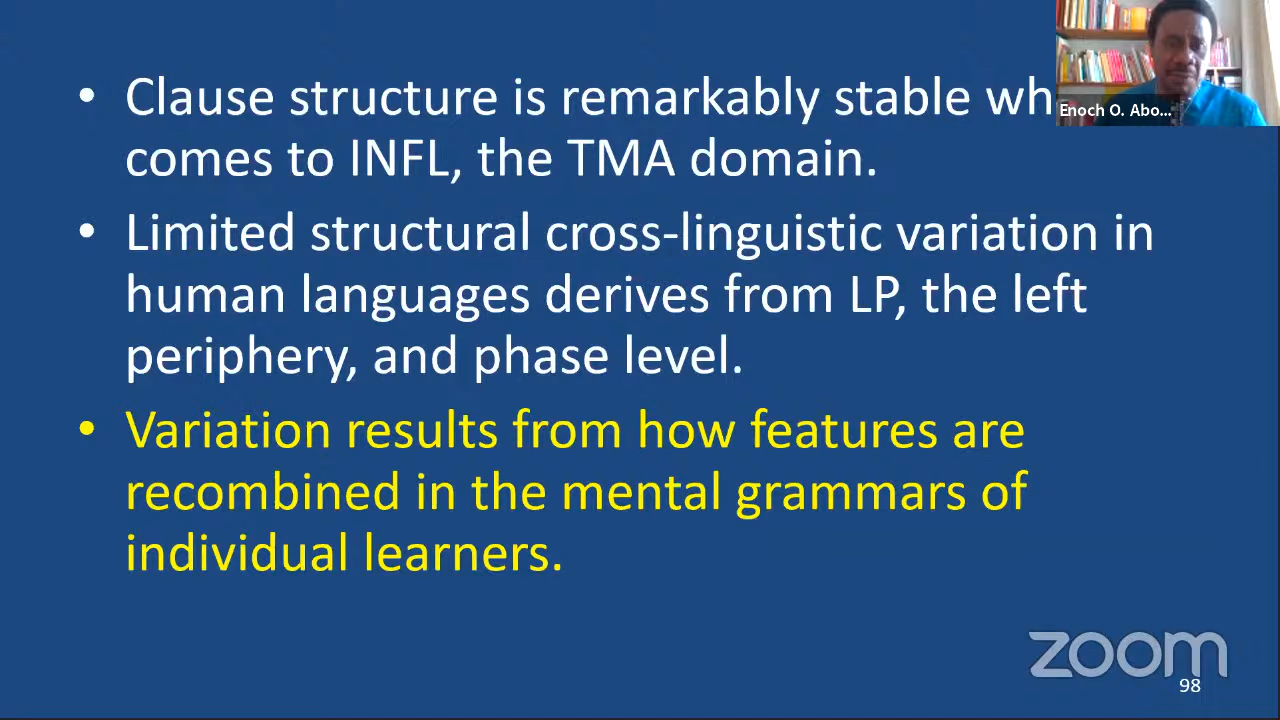 • Clause structure is remarkably stable
comes to INFL, the TMA domain.
• Limited structural cross-linguistic variation in
human languages derives from LP, the left
periphery, and phase level.
• Variation results from how features are
recombined in the mental grammars of
individual learners.
Enoch O. Abo...
zoom
98